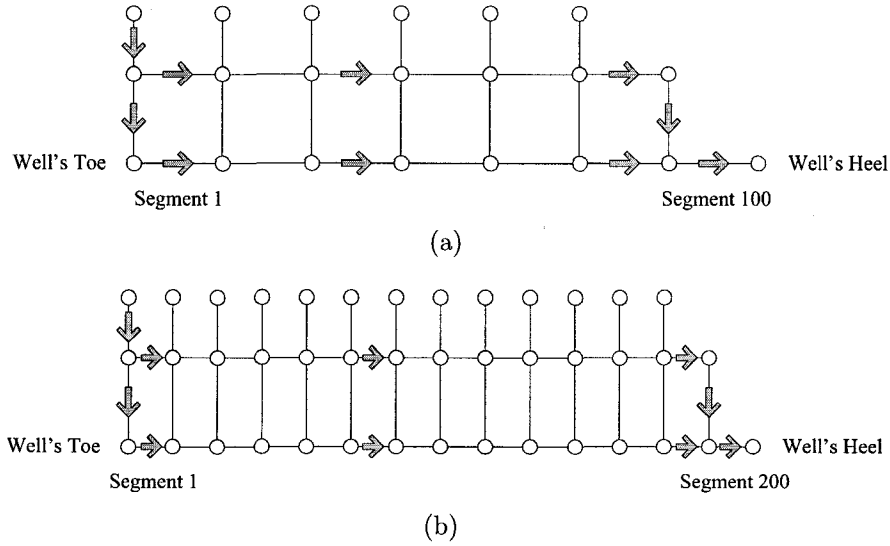 Well's Toe
Well's Heel
Segment 1
Segment 100
(a)
Well's Toe
Well's Heel
Segment 1
Segment 200
(b)